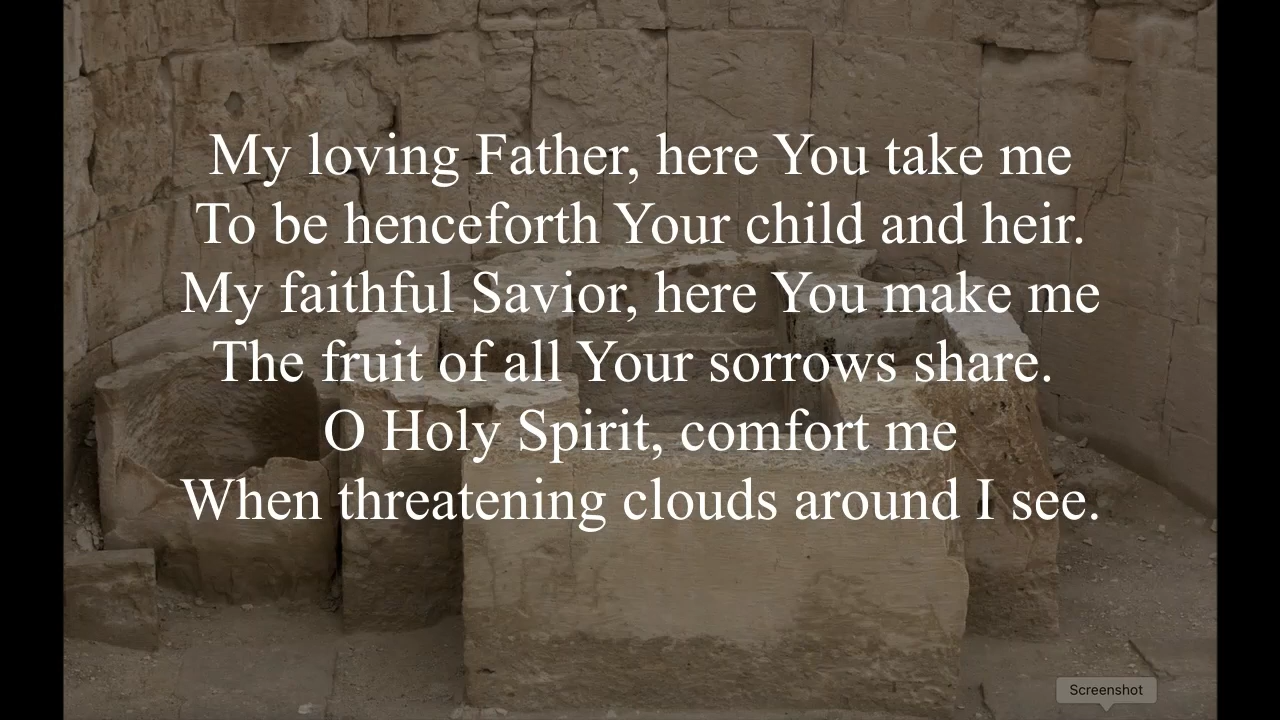 My loving Father, here You take me
To be henceforth Your child and heir.
My faithful Savior, here You make me
The fruit of all Your sorrows share.
O Holy Spirit, comfort me
When threatening clouds around I see.
Screenshot